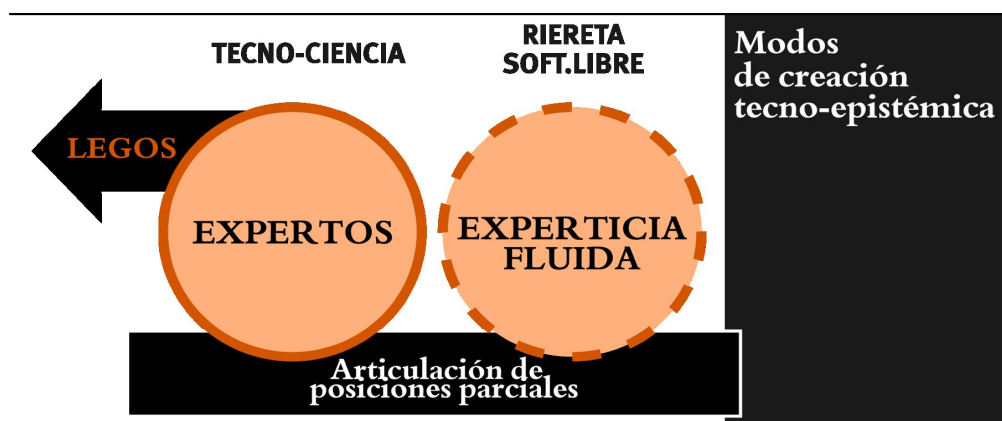 TECNO-CIENCIA
RIERETA
SOFT.LIBRE
Modos
de creación
tecno-epistémica
LEGOS
EXPERTOS
EXPERTICIA
FLUIDA
Articulación de
posiciones parciales